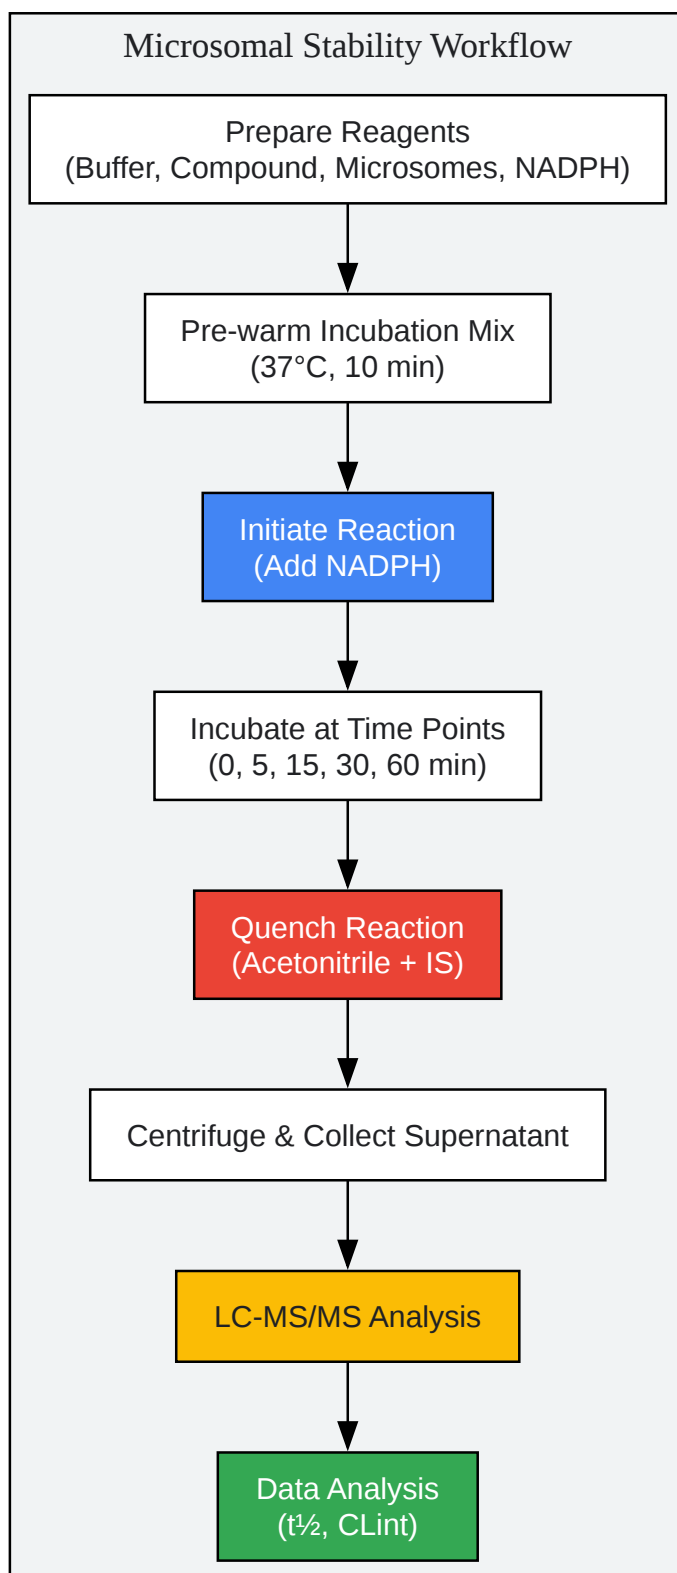 Microsomal Stability Workflow
Prepare Reagents
(Buffer, Compound, Microsomes, NADPH)
Pre-warm Incubation Mix
(37°C, 10 min)
Initiate Reaction
(Add NADPH)
Incubate at Time Points
(0, 5, 15, 30, 60 min)
Quench Reaction
(Acetonitrile + IS)
Centrifuge & Collect Supernatant
LC-MS/MS Analysis
Data Analysis
(t½, CLint)